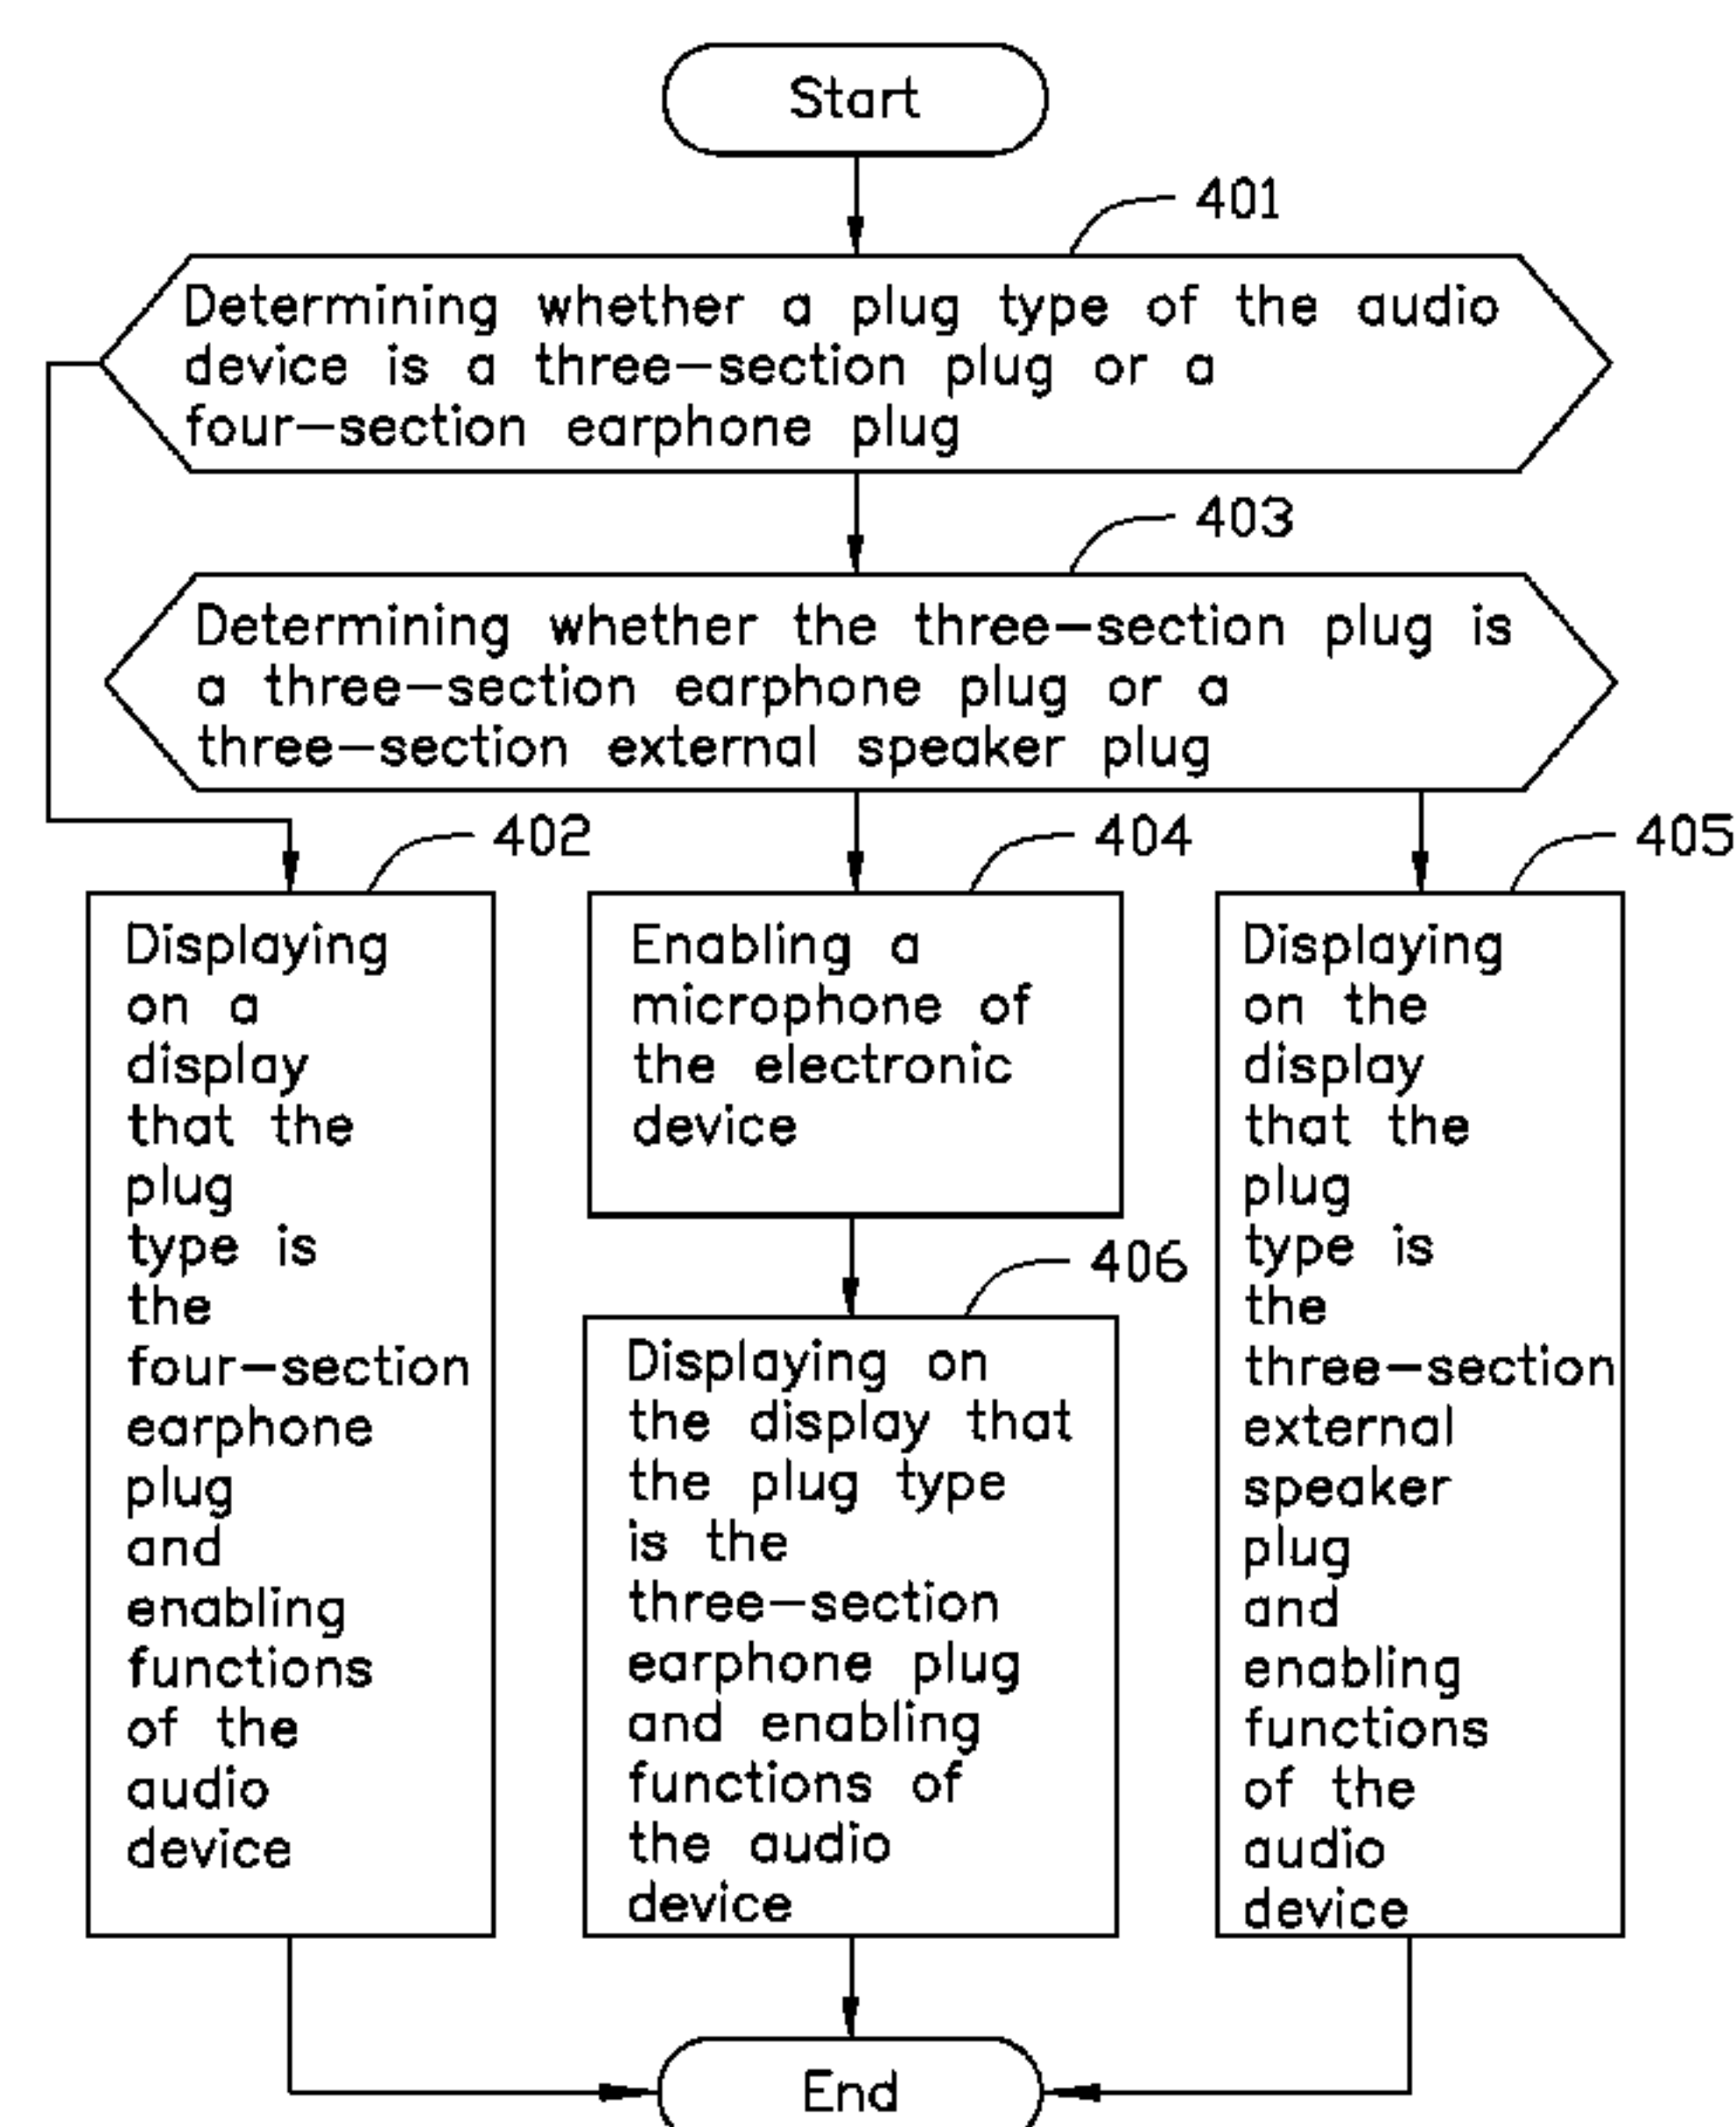 Start
401
Determining whether a plug type of the audio
device is a three-section plug or a
four-section earphone plug
403
Determining whether the three-section plug is
a three-section earphone plug or a
three-section external speaker plug
402
Displaying
on a
display
that the
plug
type is
the
four-section
earphone
plug
and
enabling
functions
of the
audio
device
404
Enabling a
microphone of
the electronic
device
406
Displaying on
the display that
the plug type
is the
three-section
earphone plug
and enabling
functions of
the audio
device
405
Displaying
on the
display
that the
plug
type is
the
three-section
external
speaker
plug
and
enabling
functions
of the
audio
device
End